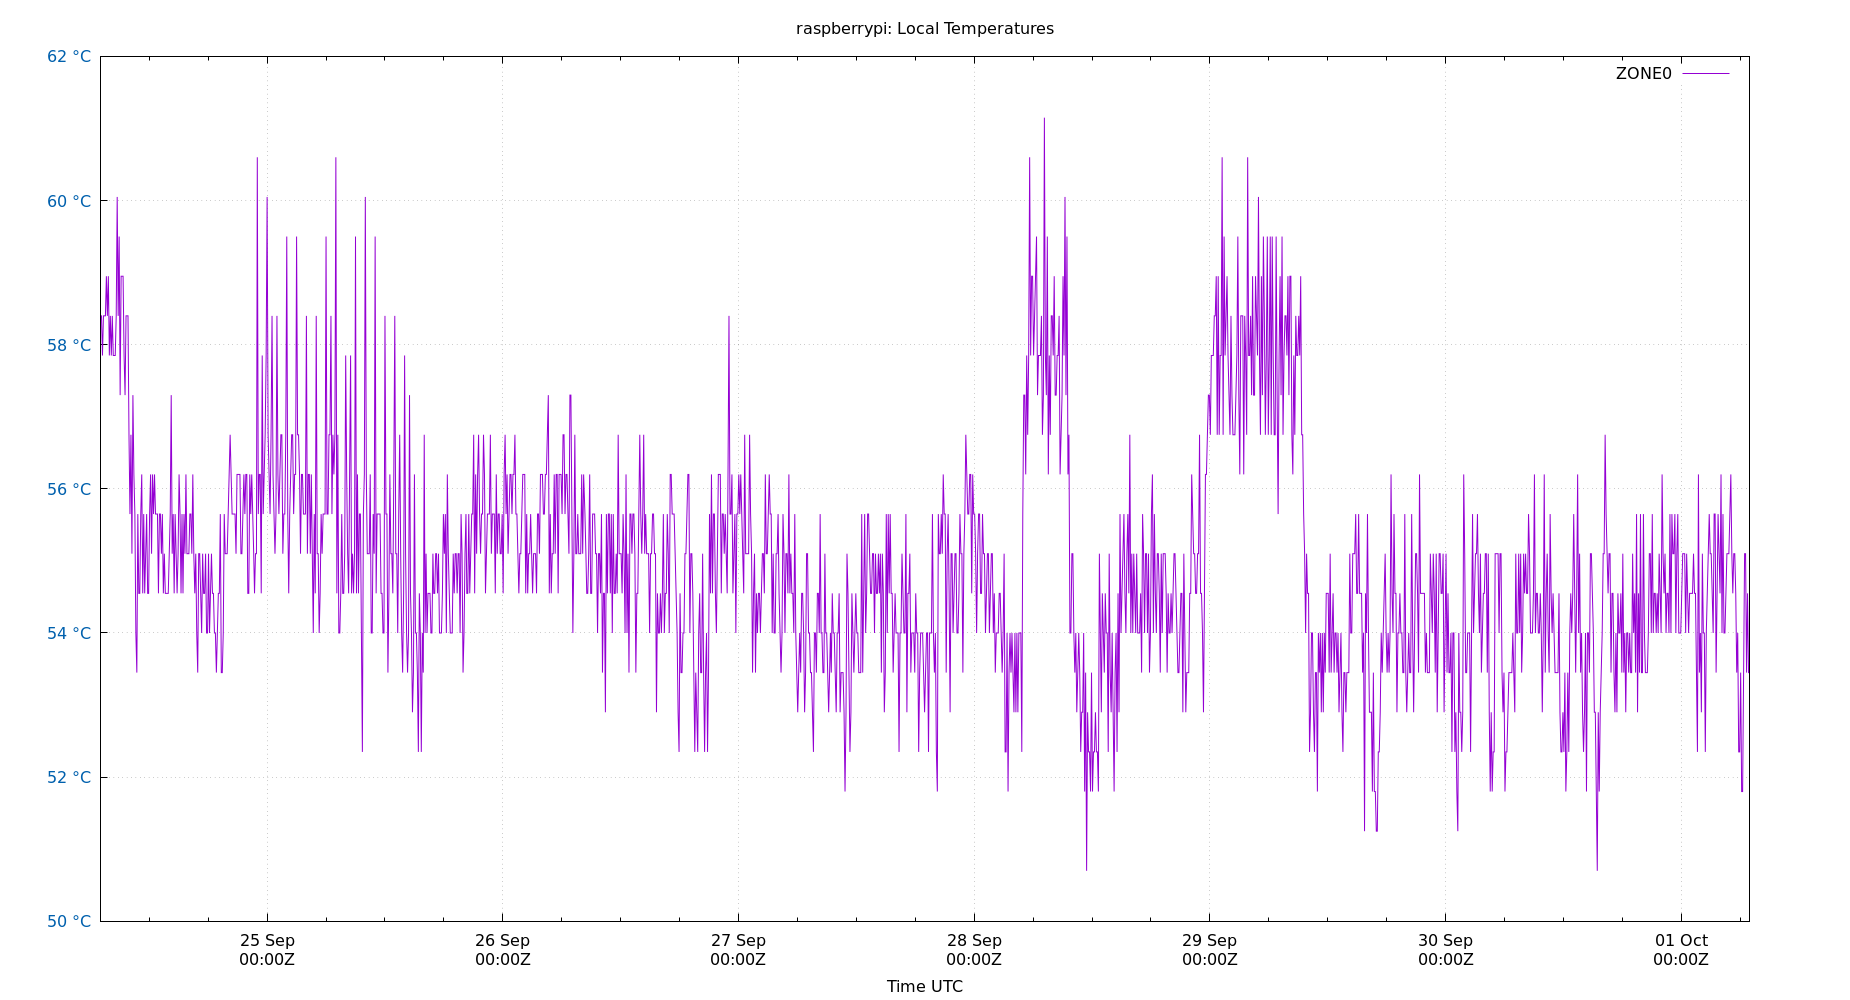 raspberrypi: Local Temperatures
62 °C
ZONE0
60 °C
58 °C
56 °C
54 °C
52 °C
50 °C
25 Sep 26 Sep 27 Sep 28 Sep 29 Sep 30 Sep 01 Oct
00:00Z 00:00Z 00:00Z 00:00Z 00:00Z 00:00Z 00:00Z
Time UTC